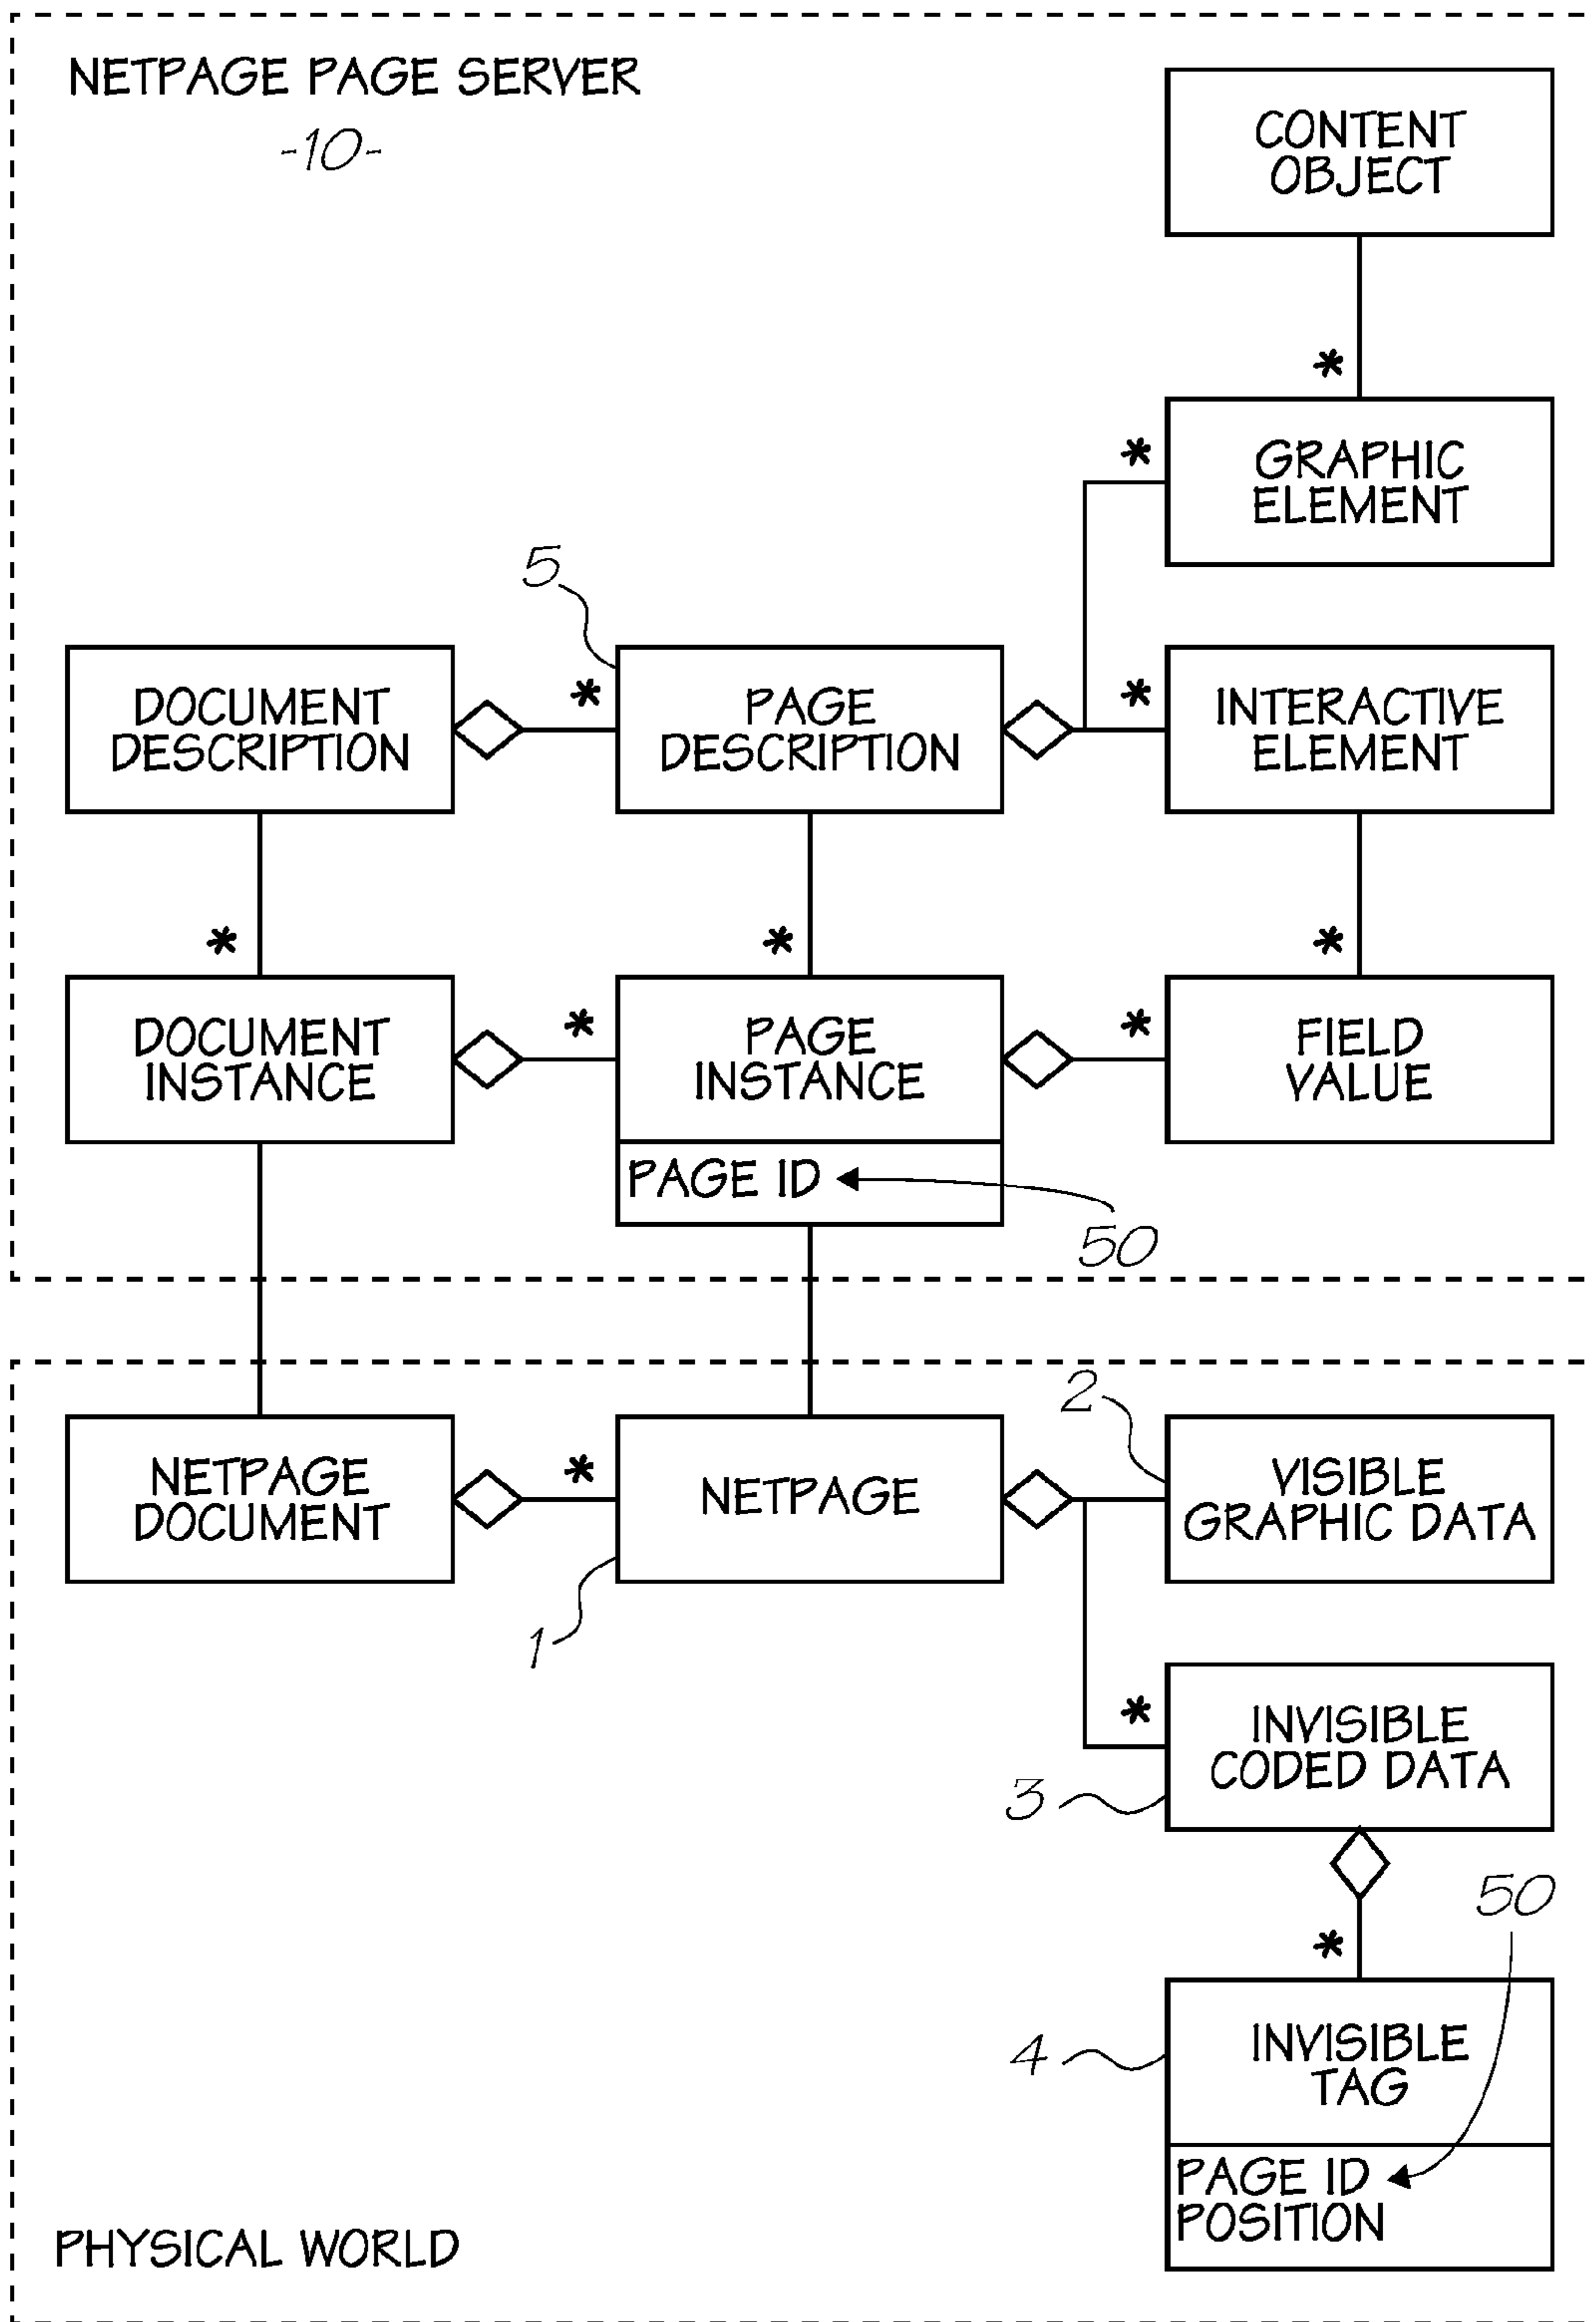 NETPAGE PAGE SERVER
-10-
CONTENT
OBJECT
*
GRAPHIC
ELEMENT
*
5
DOCUMENT
DESCRIPTION
*
PAGE
DESCRIPTION
*
INTERACTIVE
ELEMENT
*
*
*
DOCUMENT
INSTANCE
*
PAGE
INSTANCE
*
FIELD
VALUE
PAGE ID
50
2
NETPAGE
DOCUMENT
*
NETPAGE
VISIBLE
GRAPHIC DATA
1
*
INVISIBLE
CODED DATA
3
50
*
4
INVISIBLE
TAG
PAGE ID
POSITION
PHYSICAL WORLD